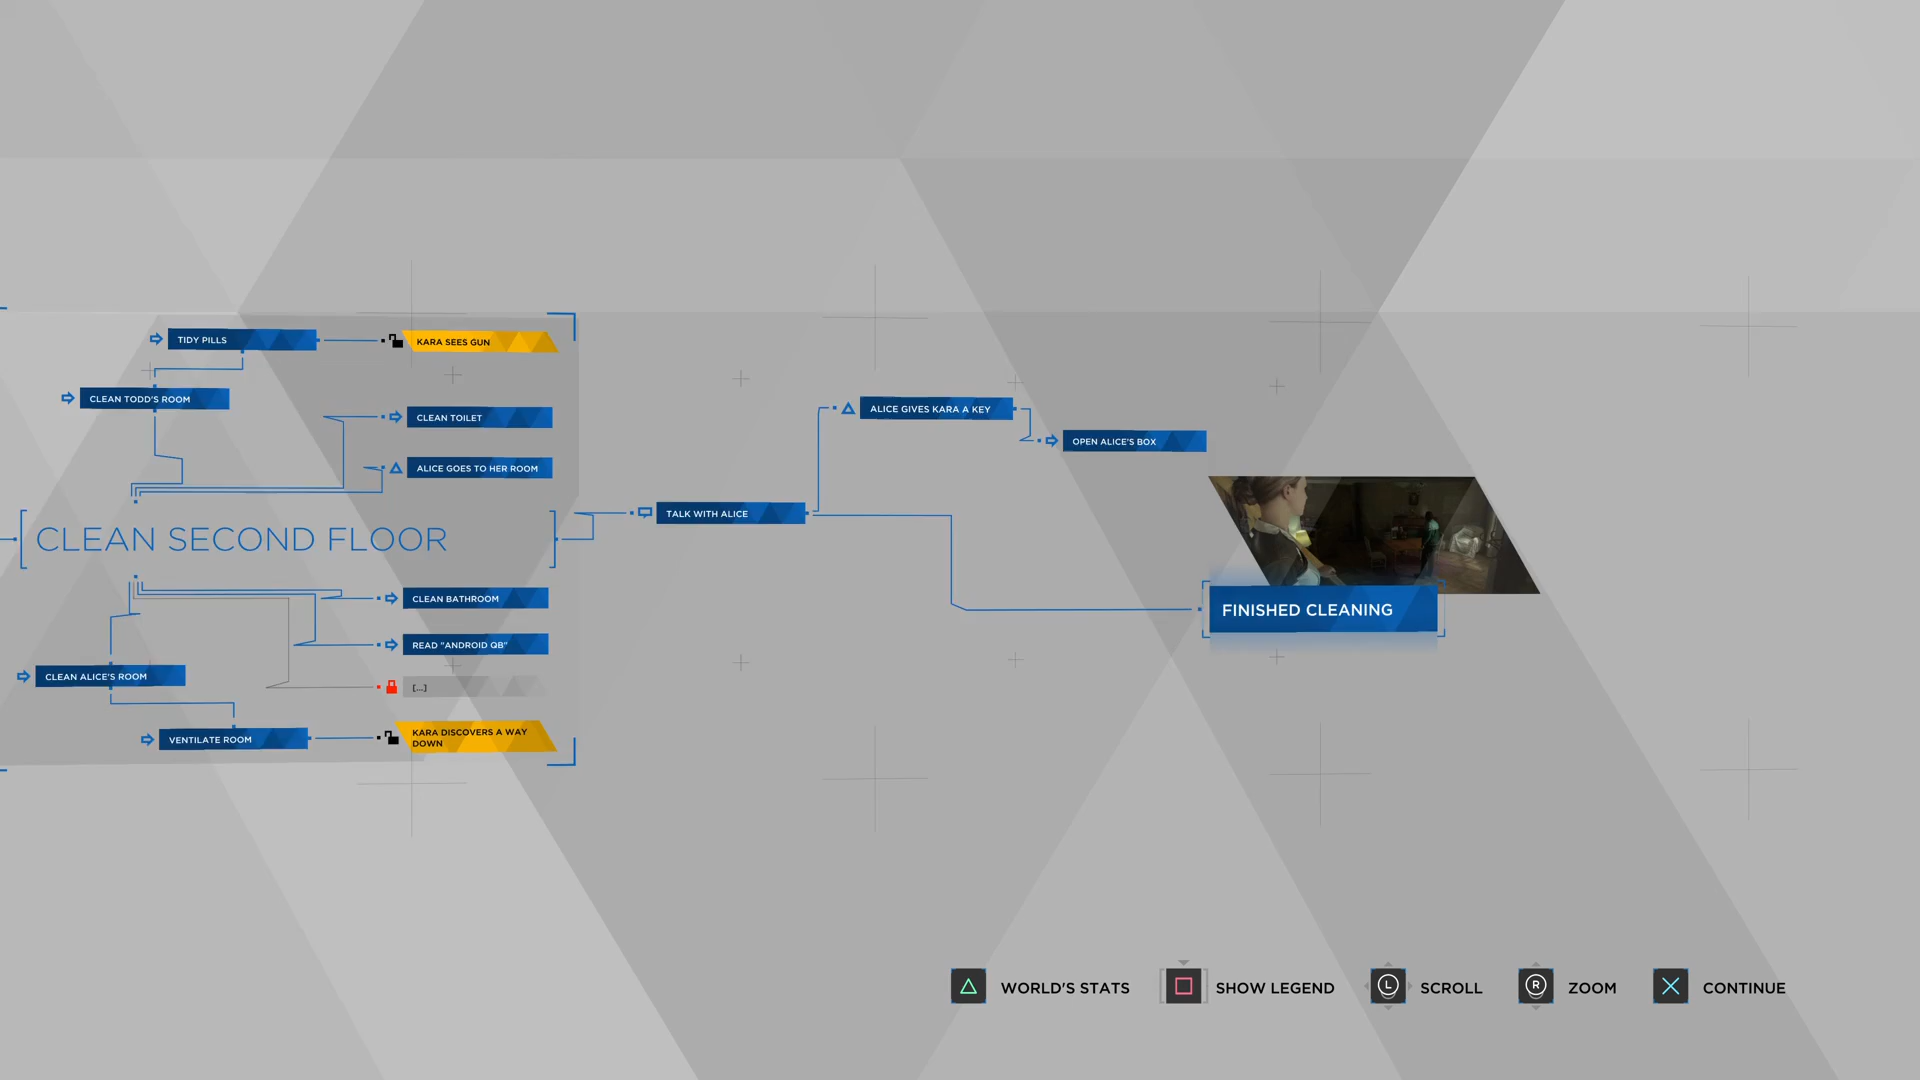 TIDY PILLS
KARA SEES GUN
CLEAN TODD'S ROOM
CLEAN TOILET
ALICE GOES TO HER ROOM
CLEAN SECOND FLOOR
CLEAN BATHROOM
READ "ANDROID QB"
CLEAN ALICE'S ROOM
[...]
VENTILATE ROOM
KARA DISCOVERS A WAY
DOWN
TALK WITH ALICE
ALICE GIVES KARA A KEY
OPEN ALICE'S BOX
FINISHED CLEANING
WORLD'S STATS
SHOW LEGEND
L
SCROLL
R
ZOOM
CONTINUE